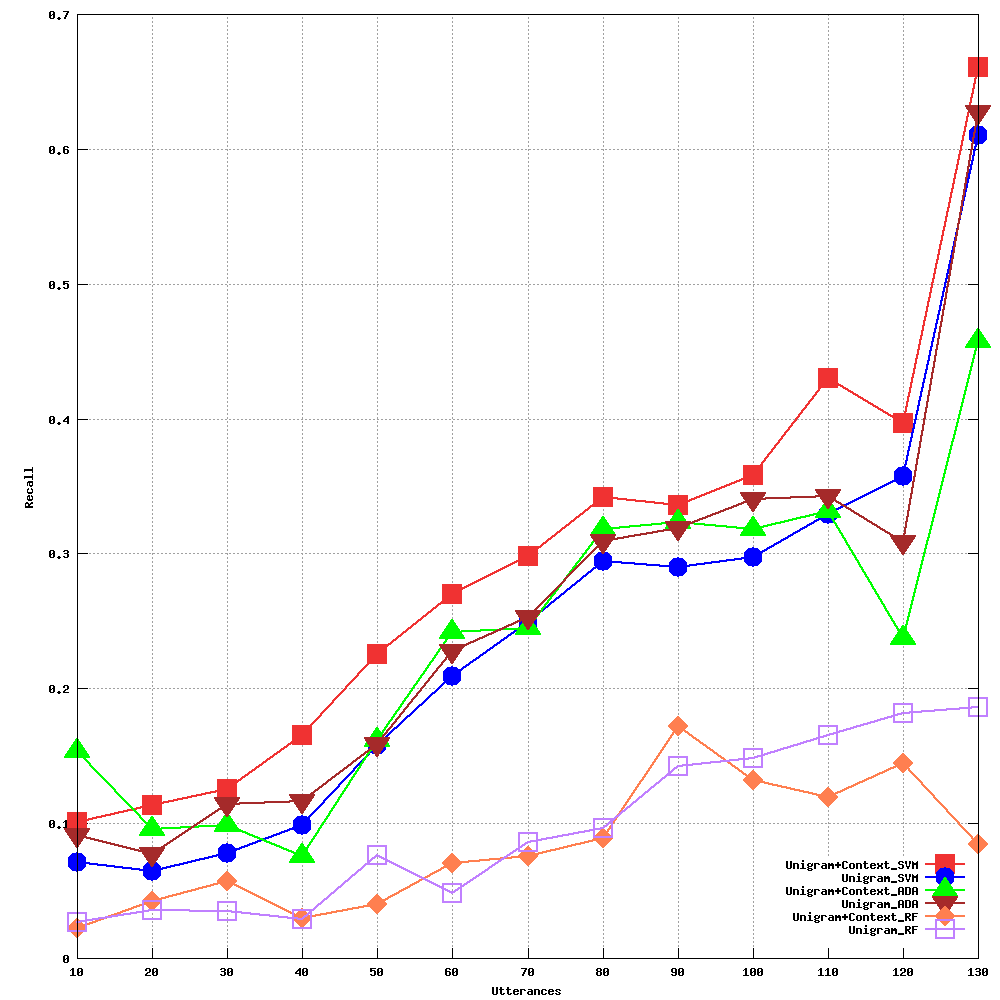 0.7
0.6
0.5
0.4
0.3
0.2
0.1
0
Recall
10 20 30 40 50 60 70 80 90 100 110 120 130
Utterances
Unigram+Context_SVM
Unigram_SVM
Unigram+Context_ADA
Unigram_ADA
Unigram+Context_RF
Unigram_RF